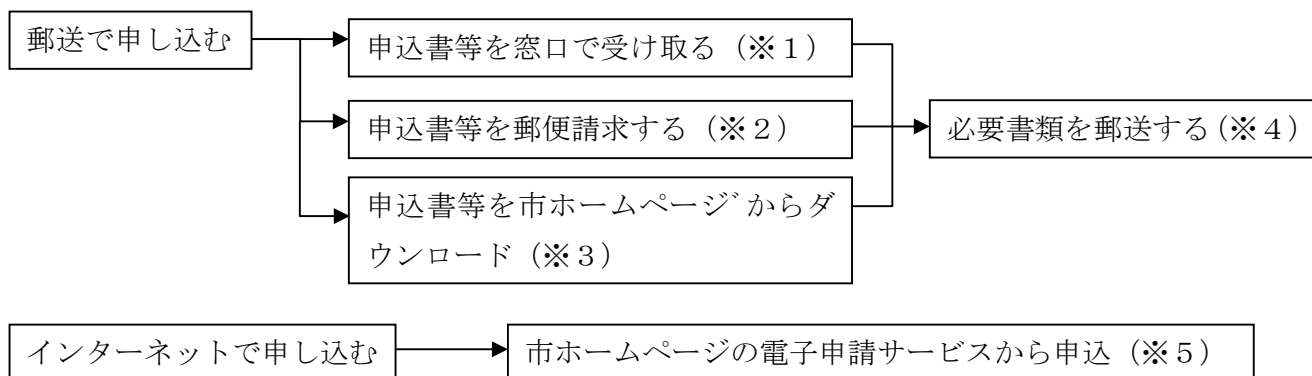 郵送で申し込む
申込書等を窓口で受け取る（※１）
申込書等を郵便請求する（※２）
必要書類を郵送する（※４）
申込書等を市ホームページ゛からダ
ウンロード（※３）
インターネットで申し込む
市ホームページの電子申請サービスから申込（※５）